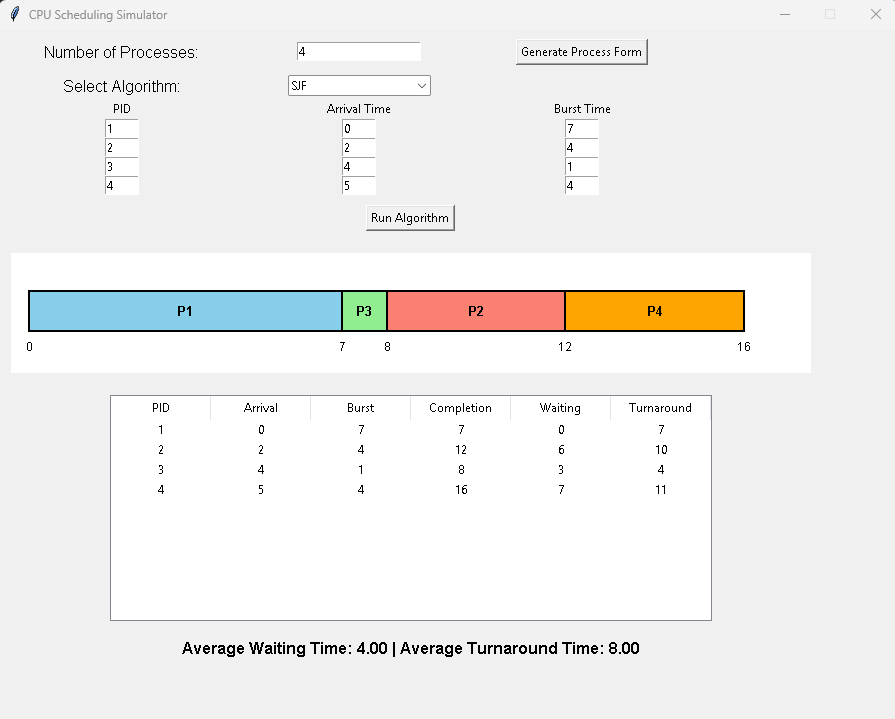 CPU Scheduling Simulator
Number of Processes: 4 Generate Process Form
Select Algorithm: SJF
PID Arrival Time Burst Time
1 0 7
2 2 4
3 4 1
4 5 4
Run Algorithm
P1 P3 P2 P4
0 7 8 12 16
PID Arrival Burst Completion Waiting Turnaround
1 0 7 7 0 7
2 2 4 12 6 10
3 4 1 8 3 4
4 5 4 16 7 11
Average Waiting Time: 4.00 | Average Turnaround Time: 8.00